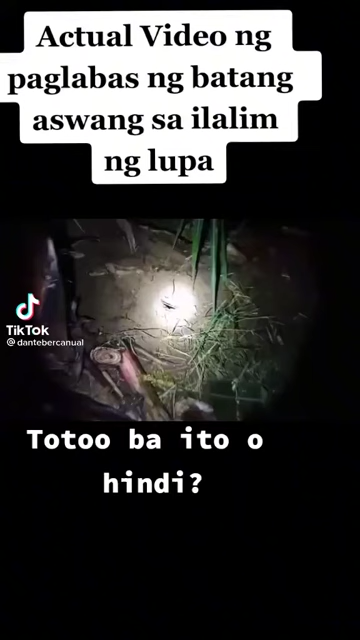 Actual Video ng
paglabas ng batang
aswang sa ilalim
ng lupa
TikTok
@dantebercanual
Totoo ba ito o
hindi?